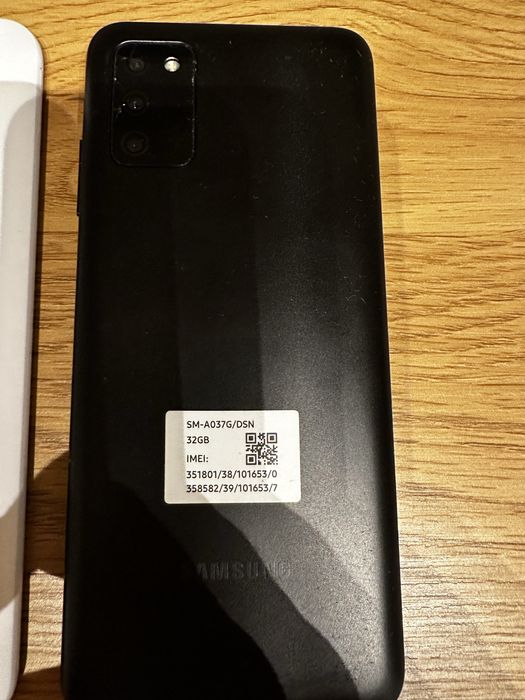 SM-A037G/DSN
32GB
IMEI:
351801/38/101653/0
358582/39/101653/7
SAMSUNG